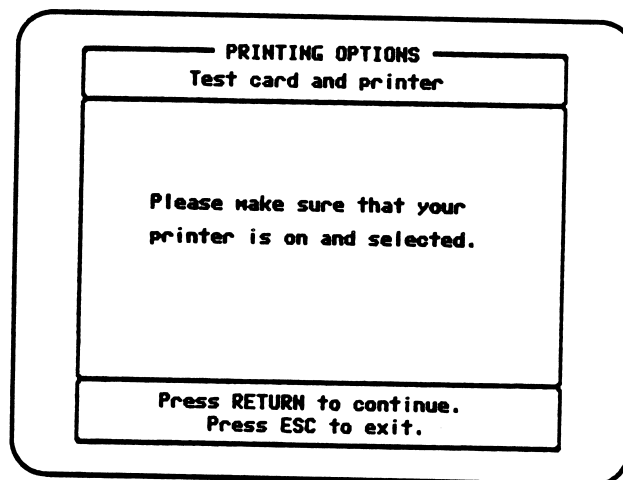 PRINTING OPTIONS
Test card and printer
Please make sure that your
printer is on and selected.
Press RETURN to continue.
Press ESC to exit.